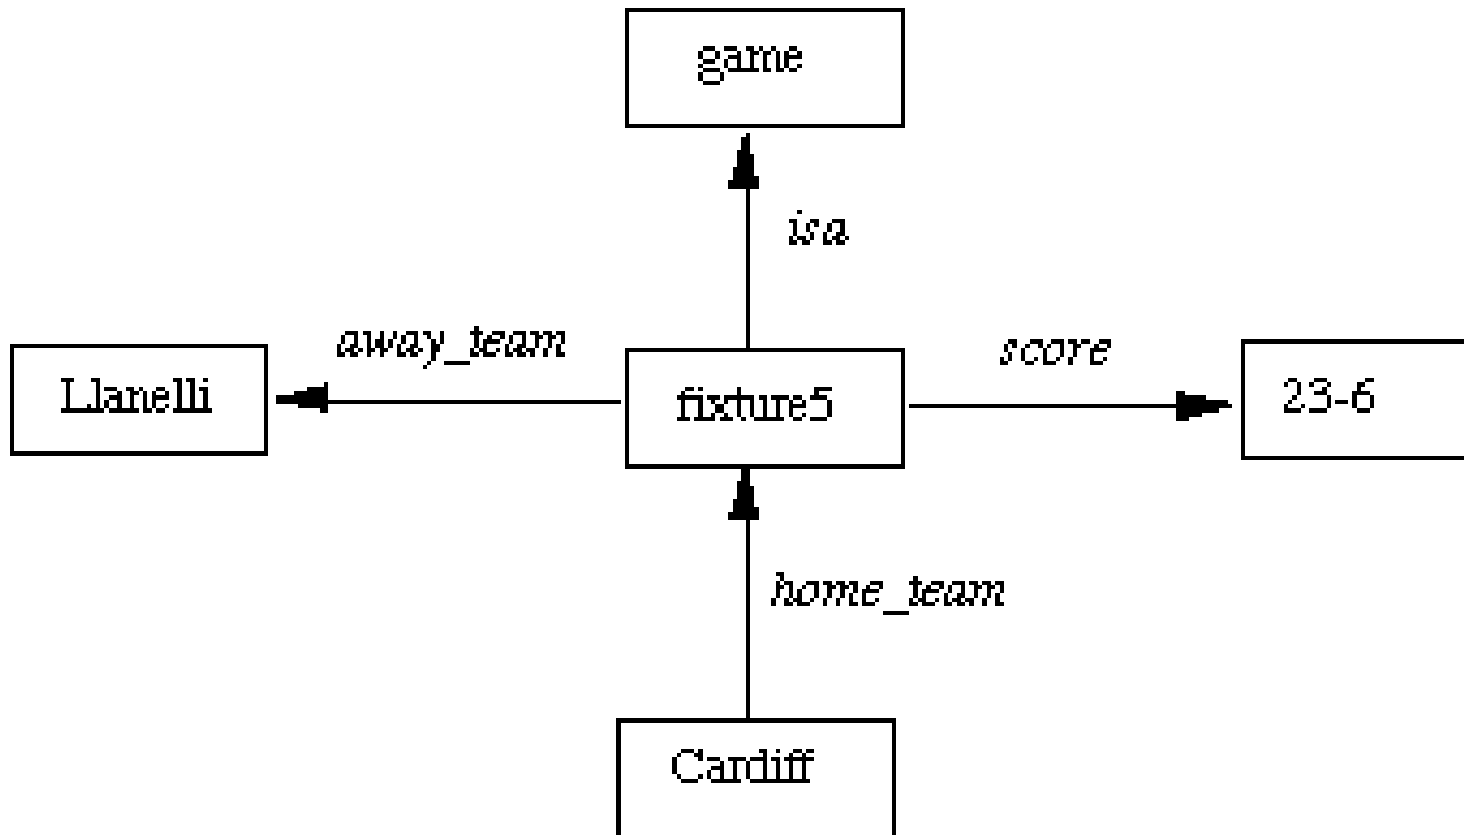 game
isa
away_team
score
Llanelli
fixture5
23-6
home_team
Cardiff